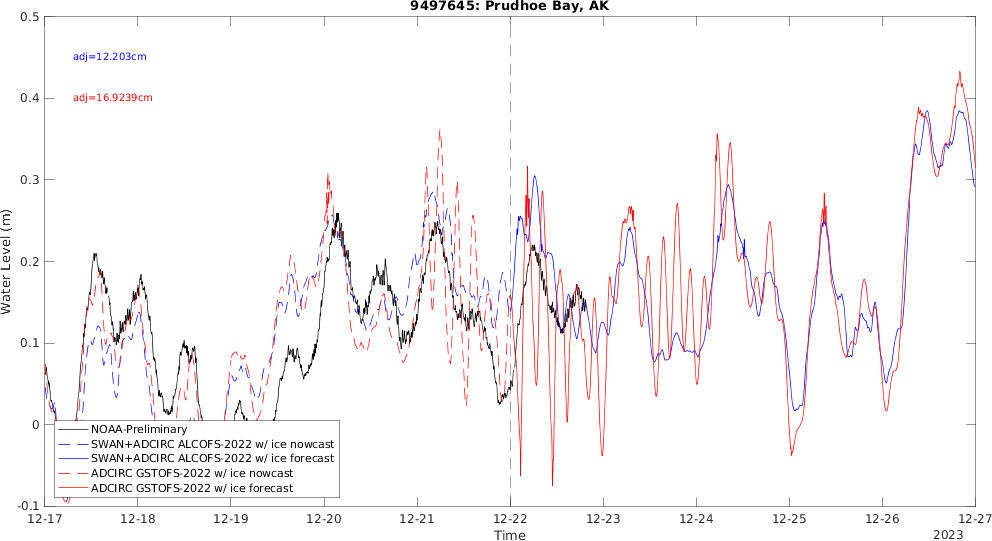 9497645: Prudhoe Bay, AK
0.5
adj=12.203cm
adj=16.9239cm
0.4
0.3
0.2
0.1
0
-0.1
Water Level (m)
NOAA-Preliminary
SWAN+ADCIRC ALCOFS-2022 w/ ice nowcast
SWAN+ADCIRC ALCOFS-2022 w/ ice forecast
ADCIRC GSTOFS-2022 w/ ice nowcast
ADCIRC GSTOFS-2022 w/ ice forecast
12-17 12-18 12-19 12-20 12-21 12-22 12-23 12-24 12-25 12-26 12-27
Time
2023